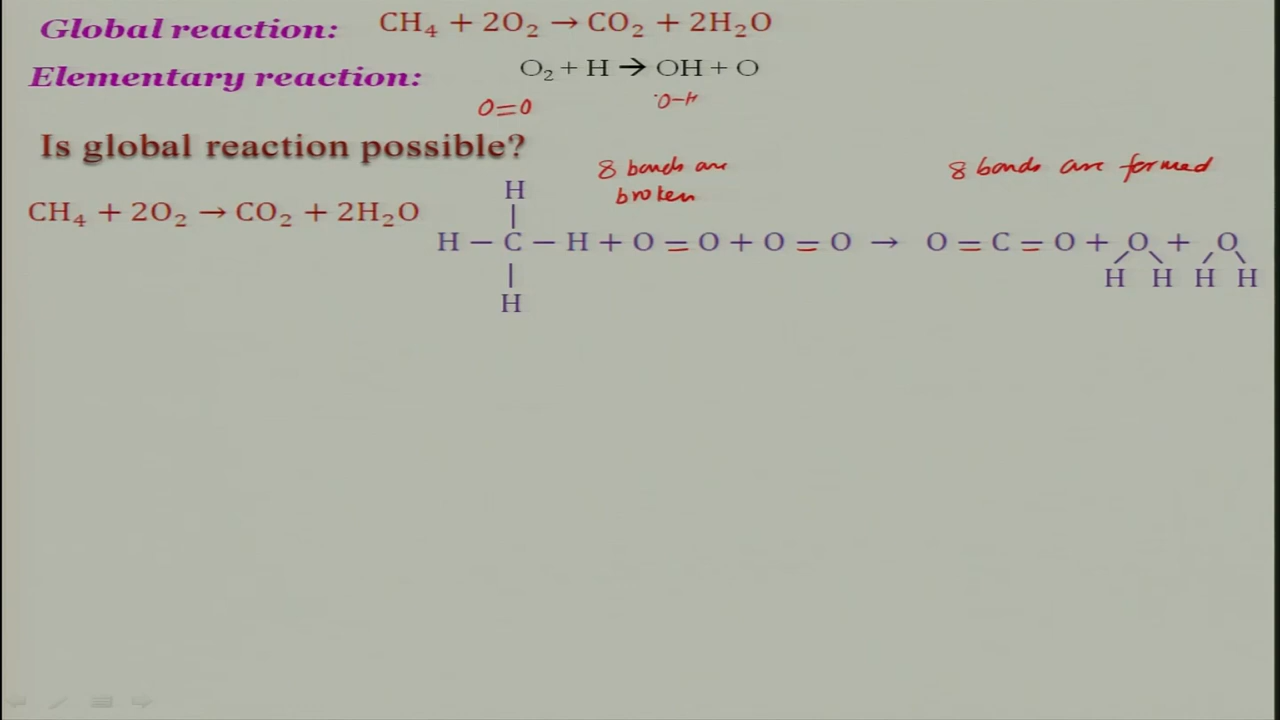 Global reaction: CH₄ + 2O₂ → CO₂ + 2H₂O
Elementary reaction: O₂ + H → OH + O
O=O ·O–H
Is global reaction possible?
8 bonds are
broken
8 bonds are formed
CH₄ + 2O₂ → CO₂ + 2H₂O
H
|
H − C − H + O = O + O = O → O = C = O + O + O
|
H
H H H H